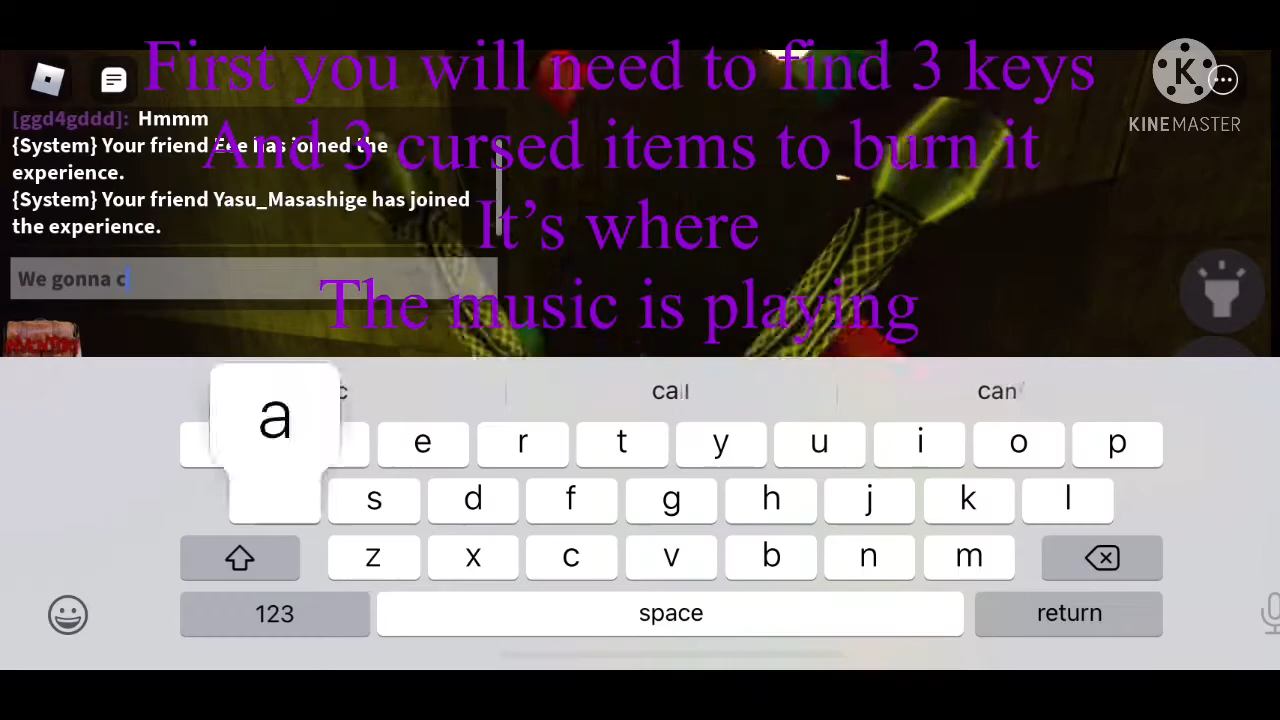 First you will need to find 3 keys
And 3 cursed items to burn it
It’s where
The music is playing
K
KINEMASTER
[ggd4gddd]: Hmmm
{System} Your friend Eee has joined the
experience.
{System} Your friend Yasu_Masashige has joined
the experience.
We gonna c
c call can
a e r t y u i o p
s d f g h j k l
z x c v b n m
123 space return